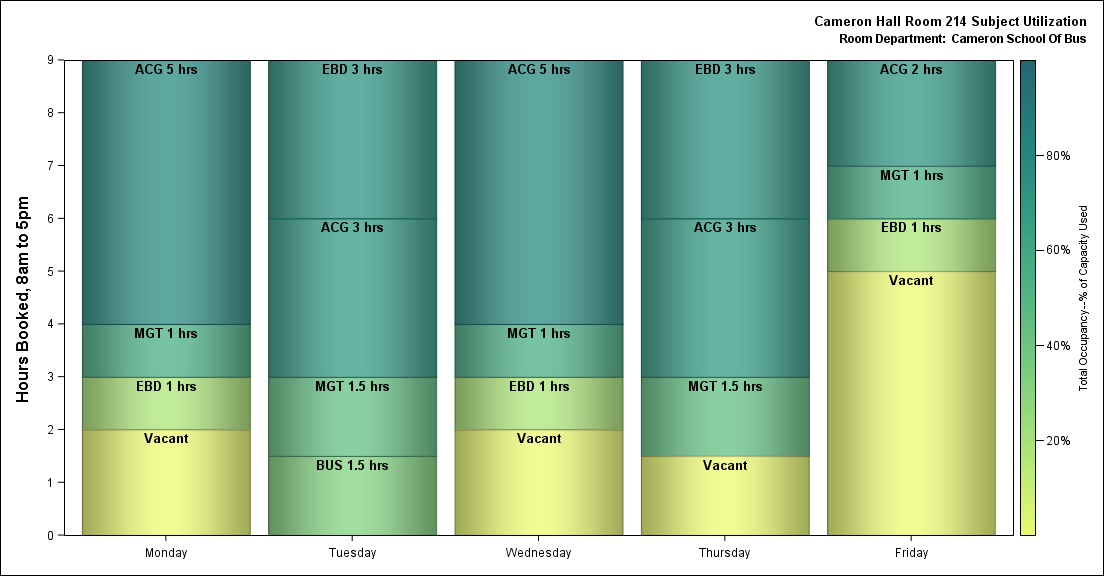 Cameron Hall Room 214 Subject Utilization
Room Department: Cameron School Of Bus
Hours Booked, 8am to 5pm
9
8
7
6
5
4
3
2
1
0
ACG 5 hrs
MGT 1 hrs
EBD 1 hrs
Vacant
EBD 3 hrs
ACG 3 hrs
MGT 1.5 hrs
BUS 1.5 hrs
ACG 5 hrs
MGT 1 hrs
EBD 1 hrs
Vacant
EBD 3 hrs
ACG 3 hrs
MGT 1.5 hrs
Vacant
ACG 2 hrs
MGT 1 hrs
EBD 1 hrs
Vacant
Monday
Tuesday
Wednesday
Thursday
Friday
80%
60%
40%
20%
Total Occupancy--% of Capacity Used